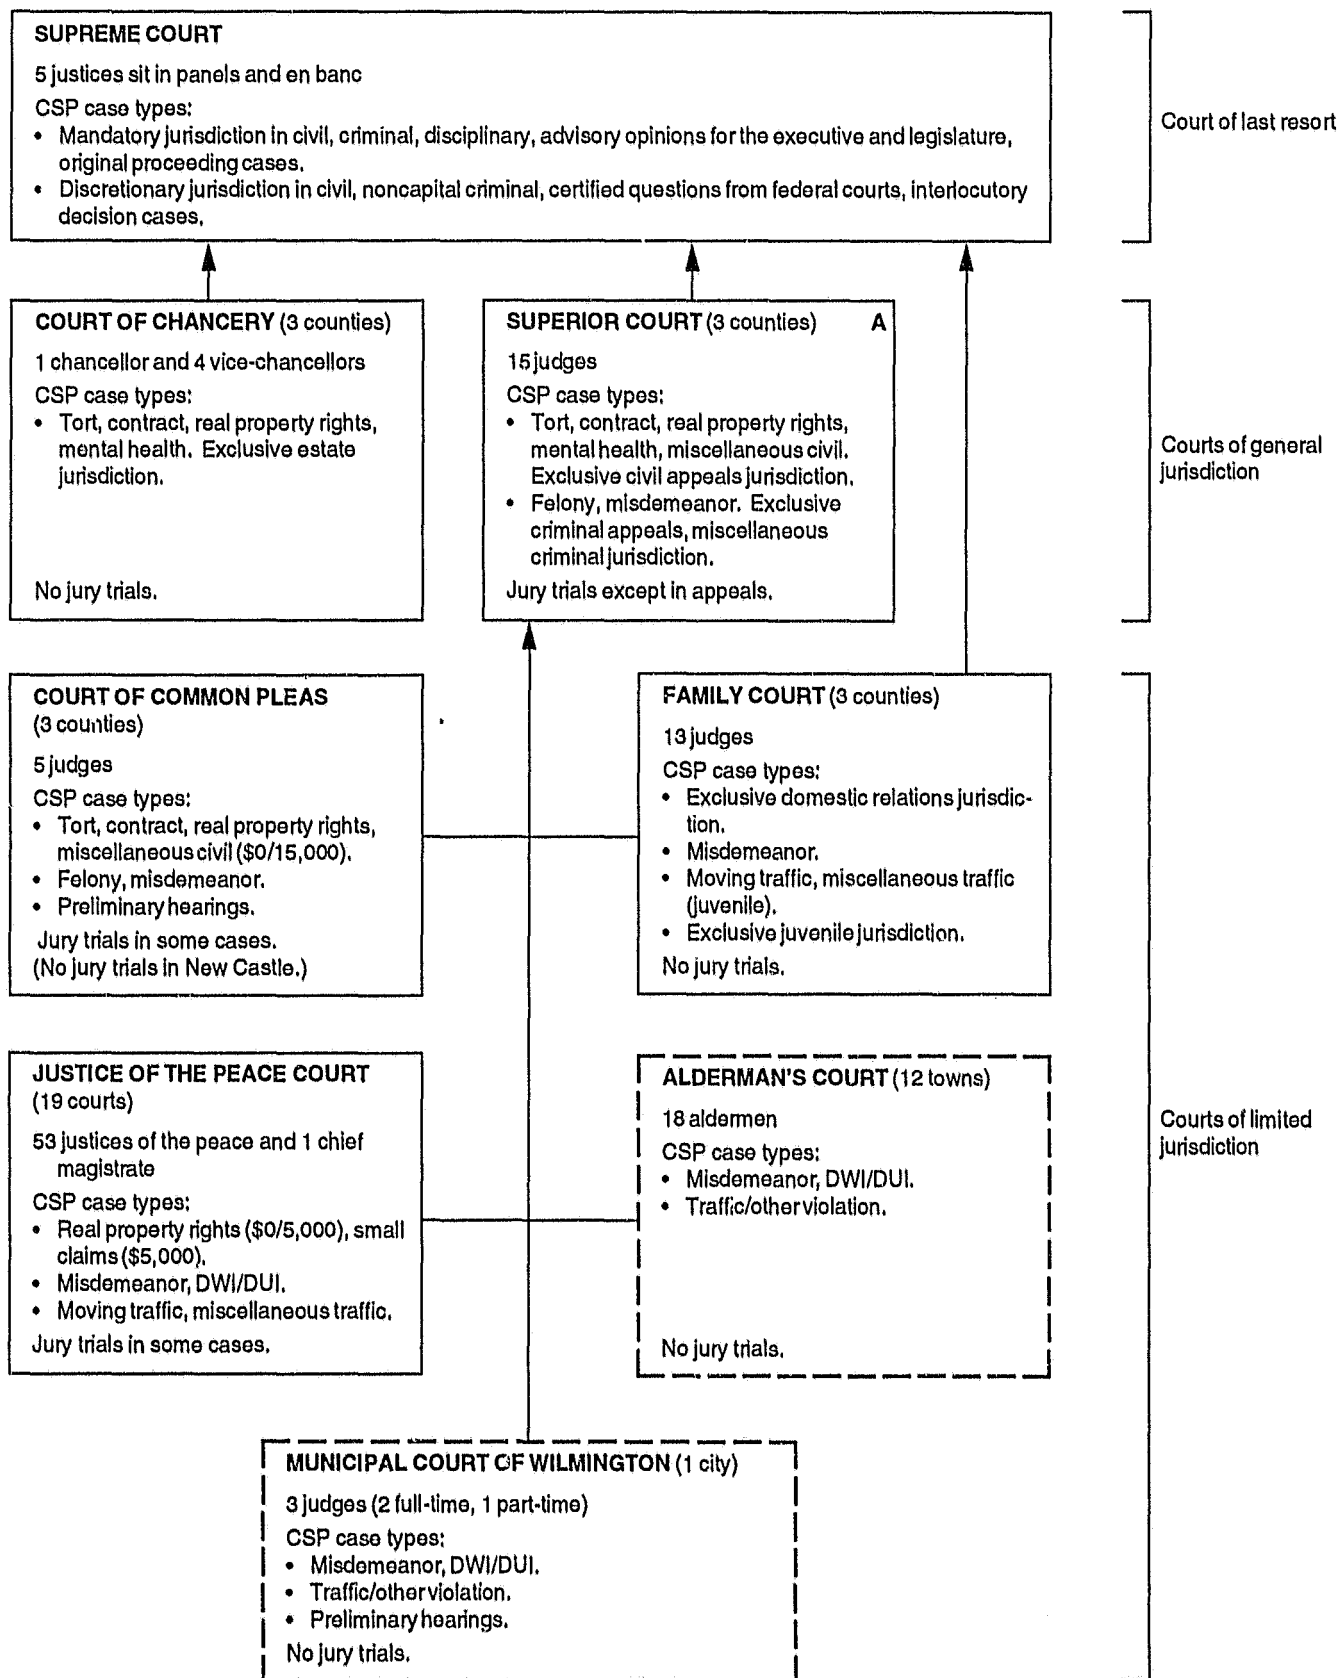 SUPREME COURT
5 justices sit in panels and en banc
CSP case types:
• Mandatory jurisdiction in civil, criminal, disciplinary, advisory opinions for the executive and legislature,
original proceeding cases.
• Discretionary jurisdiction in civil, noncapital criminal, certified questions from federal courts, interlocutory
decision cases.
Court of last resort
COURT OF CHANCERY (3 counties)
1 chancellor and 4 vice-chancellors
CSP case types:
• Tort, contract, real property rights,
mental health. Exclusive estate
jurisdiction.
No jury trials.
SUPERIOR COURT (3 counties) A
15 judges
CSP case types:
• Tort, contract, real property rights,
mental health, miscellaneous civil.
Exclusive civil appeals jurisdiction.
• Felony, misdemeanor. Exclusive
criminal appeals, miscellaneous
criminal jurisdiction.
Jury trials except in appeals.
Courts of general
jurisdiction
COURT OF COMMON PLEAS
(3 counties)
5 judges
CSP case types:
• Tort, contract, real property rights,
miscellaneous civil ($0/15,000).
• Felony, misdemeanor.
• Preliminary hearings.
Jury trials in some cases.
(No jury trials in New Castle.)
FAMILY COURT (3 counties)
13 judges
CSP case types:
• Exclusive domestic relations jurisdic-
tion.
• Misdemeanor.
• Moving traffic, miscellaneous traffic
(juvenile).
• Exclusive juvenile jurisdiction.
No jury trials.
JUSTICE OF THE PEACE COURT
(19 courts)
53 justices of the peace and 1 chief
magistrate
CSP case types:
• Real property rights ($0/5,000), small
claims ($5,000).
• Misdemeanor, DWI/DUI.
• Moving traffic, miscellaneous traffic.
Jury trials in some cases.
ALDERMAN'S COURT (12 towns)
18 aldermen
CSP case types:
• Misdemeanor, DWI/DUI.
• Traffic/other violation.
No jury trials.
Courts of limited
jurisdiction
MUNICIPAL COURT OF WILMINGTON (1 city)
3 judges (2 full-time, 1 part-time)
CSP case types:
• Misdemeanor, DWI/DUI.
• Traffic/other violation.
• Preliminary hearings.
No jury trials.